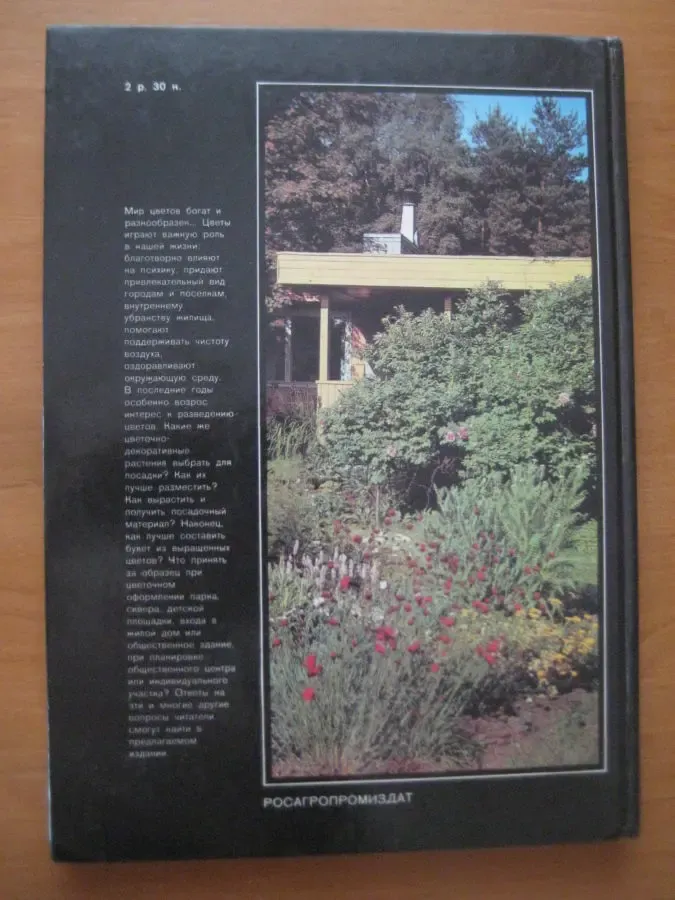 2 р. 30 к.
Мир цветов богат и
разнообразен... Цветы
играют важную роль
в нашей жизни:
благотворно влияют
на психику, придают
привлекательный вид
городам и поселкам,
внутреннему
убранству жилища,
помогают
поддерживать чистоту
воздуха,
оздоравливают
окружающую среду.
В последние годы
особенно возрос
интерес к разведению
цветов. Какие же
цветочно-
декоративные
растения выбрать для
посадки? Как их
лучше разместить?
Как вырастить и
получить посадочный
материал? Наконец,
как лучше составить
букет из выращенных
цветов? Что принять
за образец при
цветочном
оформлении парка,
сквера, детской
площадки, входа в
жилой дом или
общественное здание,
при планировке
общественного центра
или индивидуального
участка? Ответы на
эти и многие другие
вопросы читатели
смогут найти в
предлагаемом
издании
РОСАГРОПРОМИЗДАТ